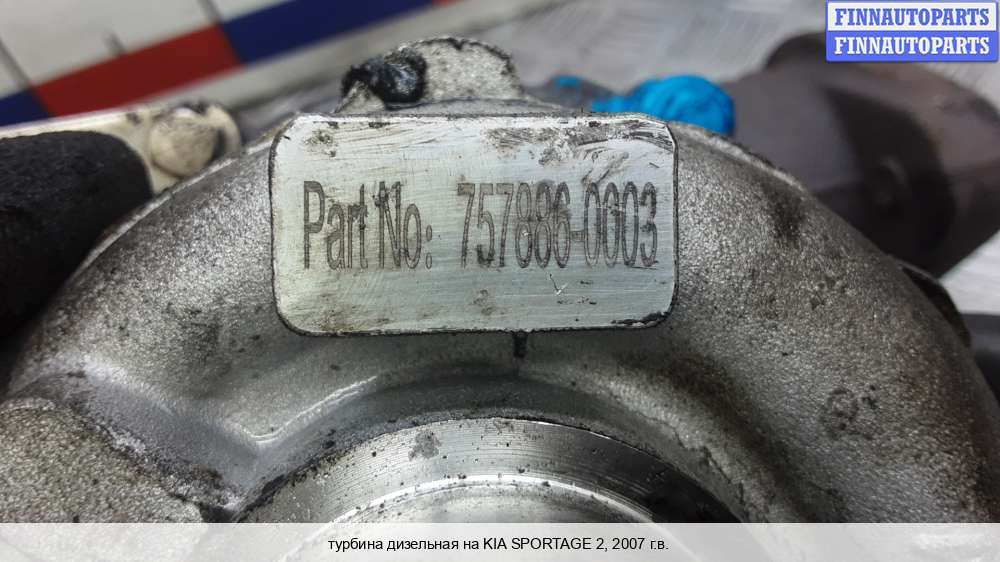 FINNAUTOPARTS
FINNAUTOPARTS
Part No: 757886-0003
турбина дизельная на KIA SPORTAGE 2, 2007 г.в.